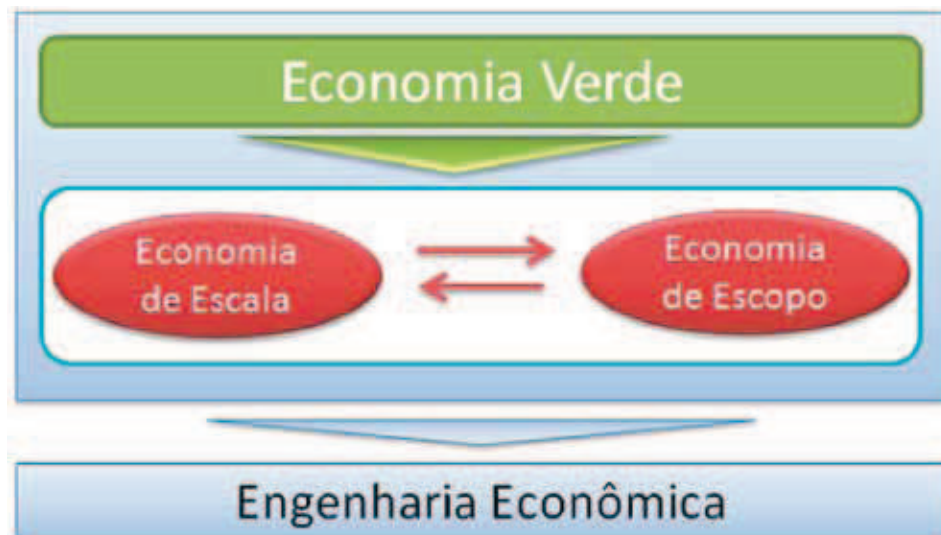 Economia Verde
Economia
de Escala
Economia
de Escopo
Engenharia Econômica